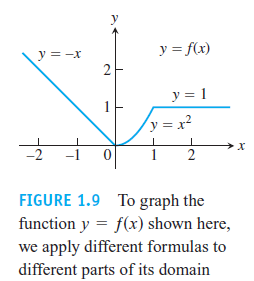 y
y = −x
y = f(x)
2
y = 1
1
y = x²
−2 −1 0 1 2 x
FIGURE 1.9 To graph the
function y = f(x) shown here,
we apply different formulas to
different parts of its domain